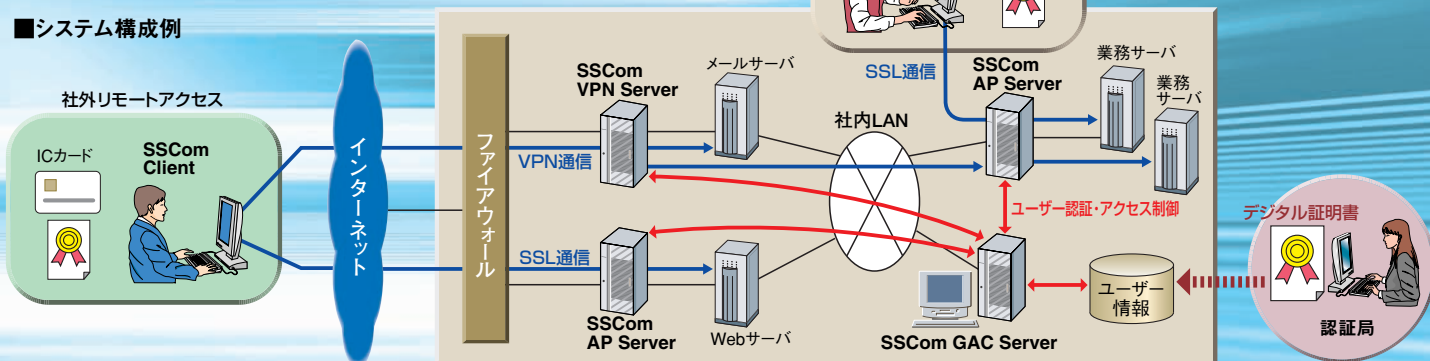 ■システム構成例
社外リモートアクセス
ICカード
SSCom
Client
インターネット
ファイアウォール
SSCom
VPN Server
メールサーバ
VPN通信
SSL通信
SSCom
AP Server
Webサーバ
社内LAN
SSL通信
SSCom
AP Server
業務サーバ
業務
サーバ
ユーザー認証・アクセス制御
SSCom GAC Server
ユーザー
情報
デジタル証明書
認証局